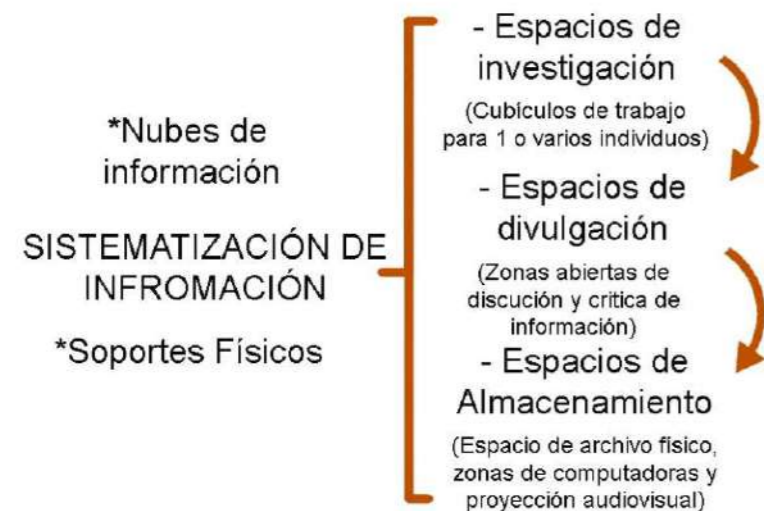 *Nubes de
información
SISTEMATIZACIÓN DE
INFROMACIÓN
*Soportes Físicos
- Espacios de
investigación
(Cubículos de trabajo
para 1 o varios individuos)
- Espacios de
divulgación
(Zonas abiertas de
discución y critica de
información)
- Espacios de
Almacenamiento
(Espacio de archivo físico,
zonas de computadoras y
proyección audiovisual)